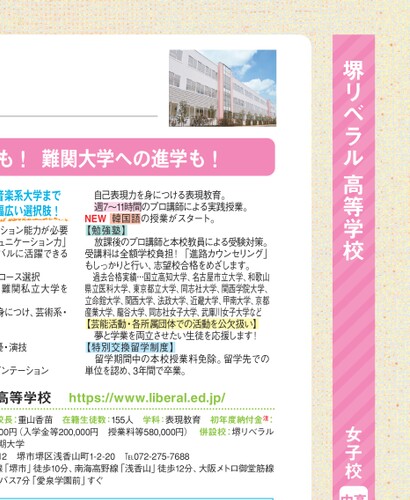 も！ 難関大学への進学も！
音楽系大学まで
幅広い選択肢！
ション能力が必要
ュニケーション力」
バルに活躍できる
コース選択
難関私立大学を
身につけ、芸術系・
・演技
ゼンテーション
自己表現力を身につける表現教育。
週7〜11時間のプロ講師による実践授業。
NEW 韓国語の授業がスタート。
【勉強塾】
放課後のプロ講師と本校教員による受験対策。
受講料は全額学校負担！「進路カウンセリング」
もしっかりと行い、志望校合格をめざします。
過去合格実績…国立高知大学、名古屋市立大学、和歌山
県立医科大学、東京都立大学、同志社大学、関西学院大学、
立命館大学、関西大学、法政大学、近畿大学、甲南大学、京都
産業大学、龍谷大学、同志社女子大学、武庫川女子大学など
【芸能活動・各所属団体での活動を公欠扱い】
夢と学業を両立させたい生徒を応援します！
【特別交換留学制度】
留学期間中の本校授業料免除。留学先での
単位を認め、3年間で卒業。
高等学校 https://www.liberal.ed.jp/
校長：重山香苗 在籍生徒数：155人 学科：表現教育 初年度納付金
00円（入学金等200,000円 授業料等580,000円） 併設校：堺リベラル
期大学
12 堺市堺区浅香山町1-2-20 TEL072-275-7688
線「堺市」徒歩10分、南海高野線「浅香山」徒歩12分、大阪メトロ御堂筋線
バス7分「愛泉学園前」すぐ
堺リベラル 高等学校
女子校
中高